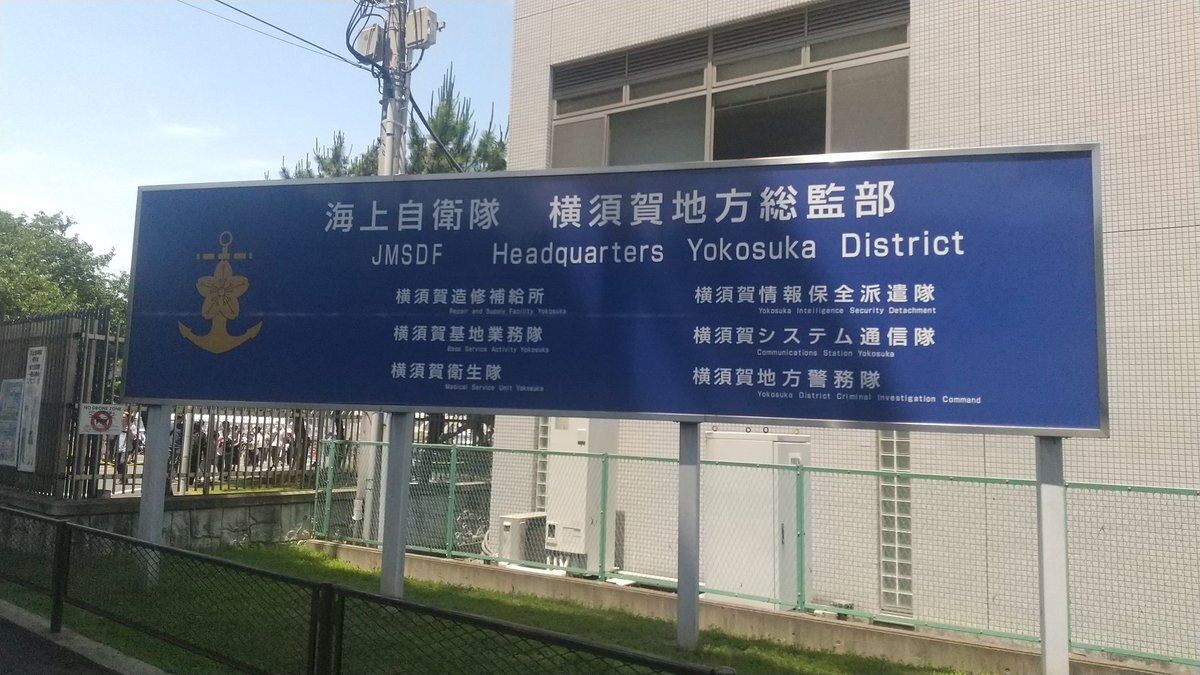 海上自衛隊 横須賀地方総監部
JMSDF Headquarters Yokosuka District
横須賀造修補給所
Repair and Supply Facility Yokosuka
横須賀基地業務隊
Base Service Activity Yokosuka
横須賀衛生隊
Medical Service Unit Yokosuka
横須賀情報保全派遣隊
Yokosuka Intelligence Security Detachment
横須賀システム通信隊
Communications Station Yokosuka
横須賀地方警務隊
Yokosuka District Criminal Investigation Command
NO DRONE ZONE